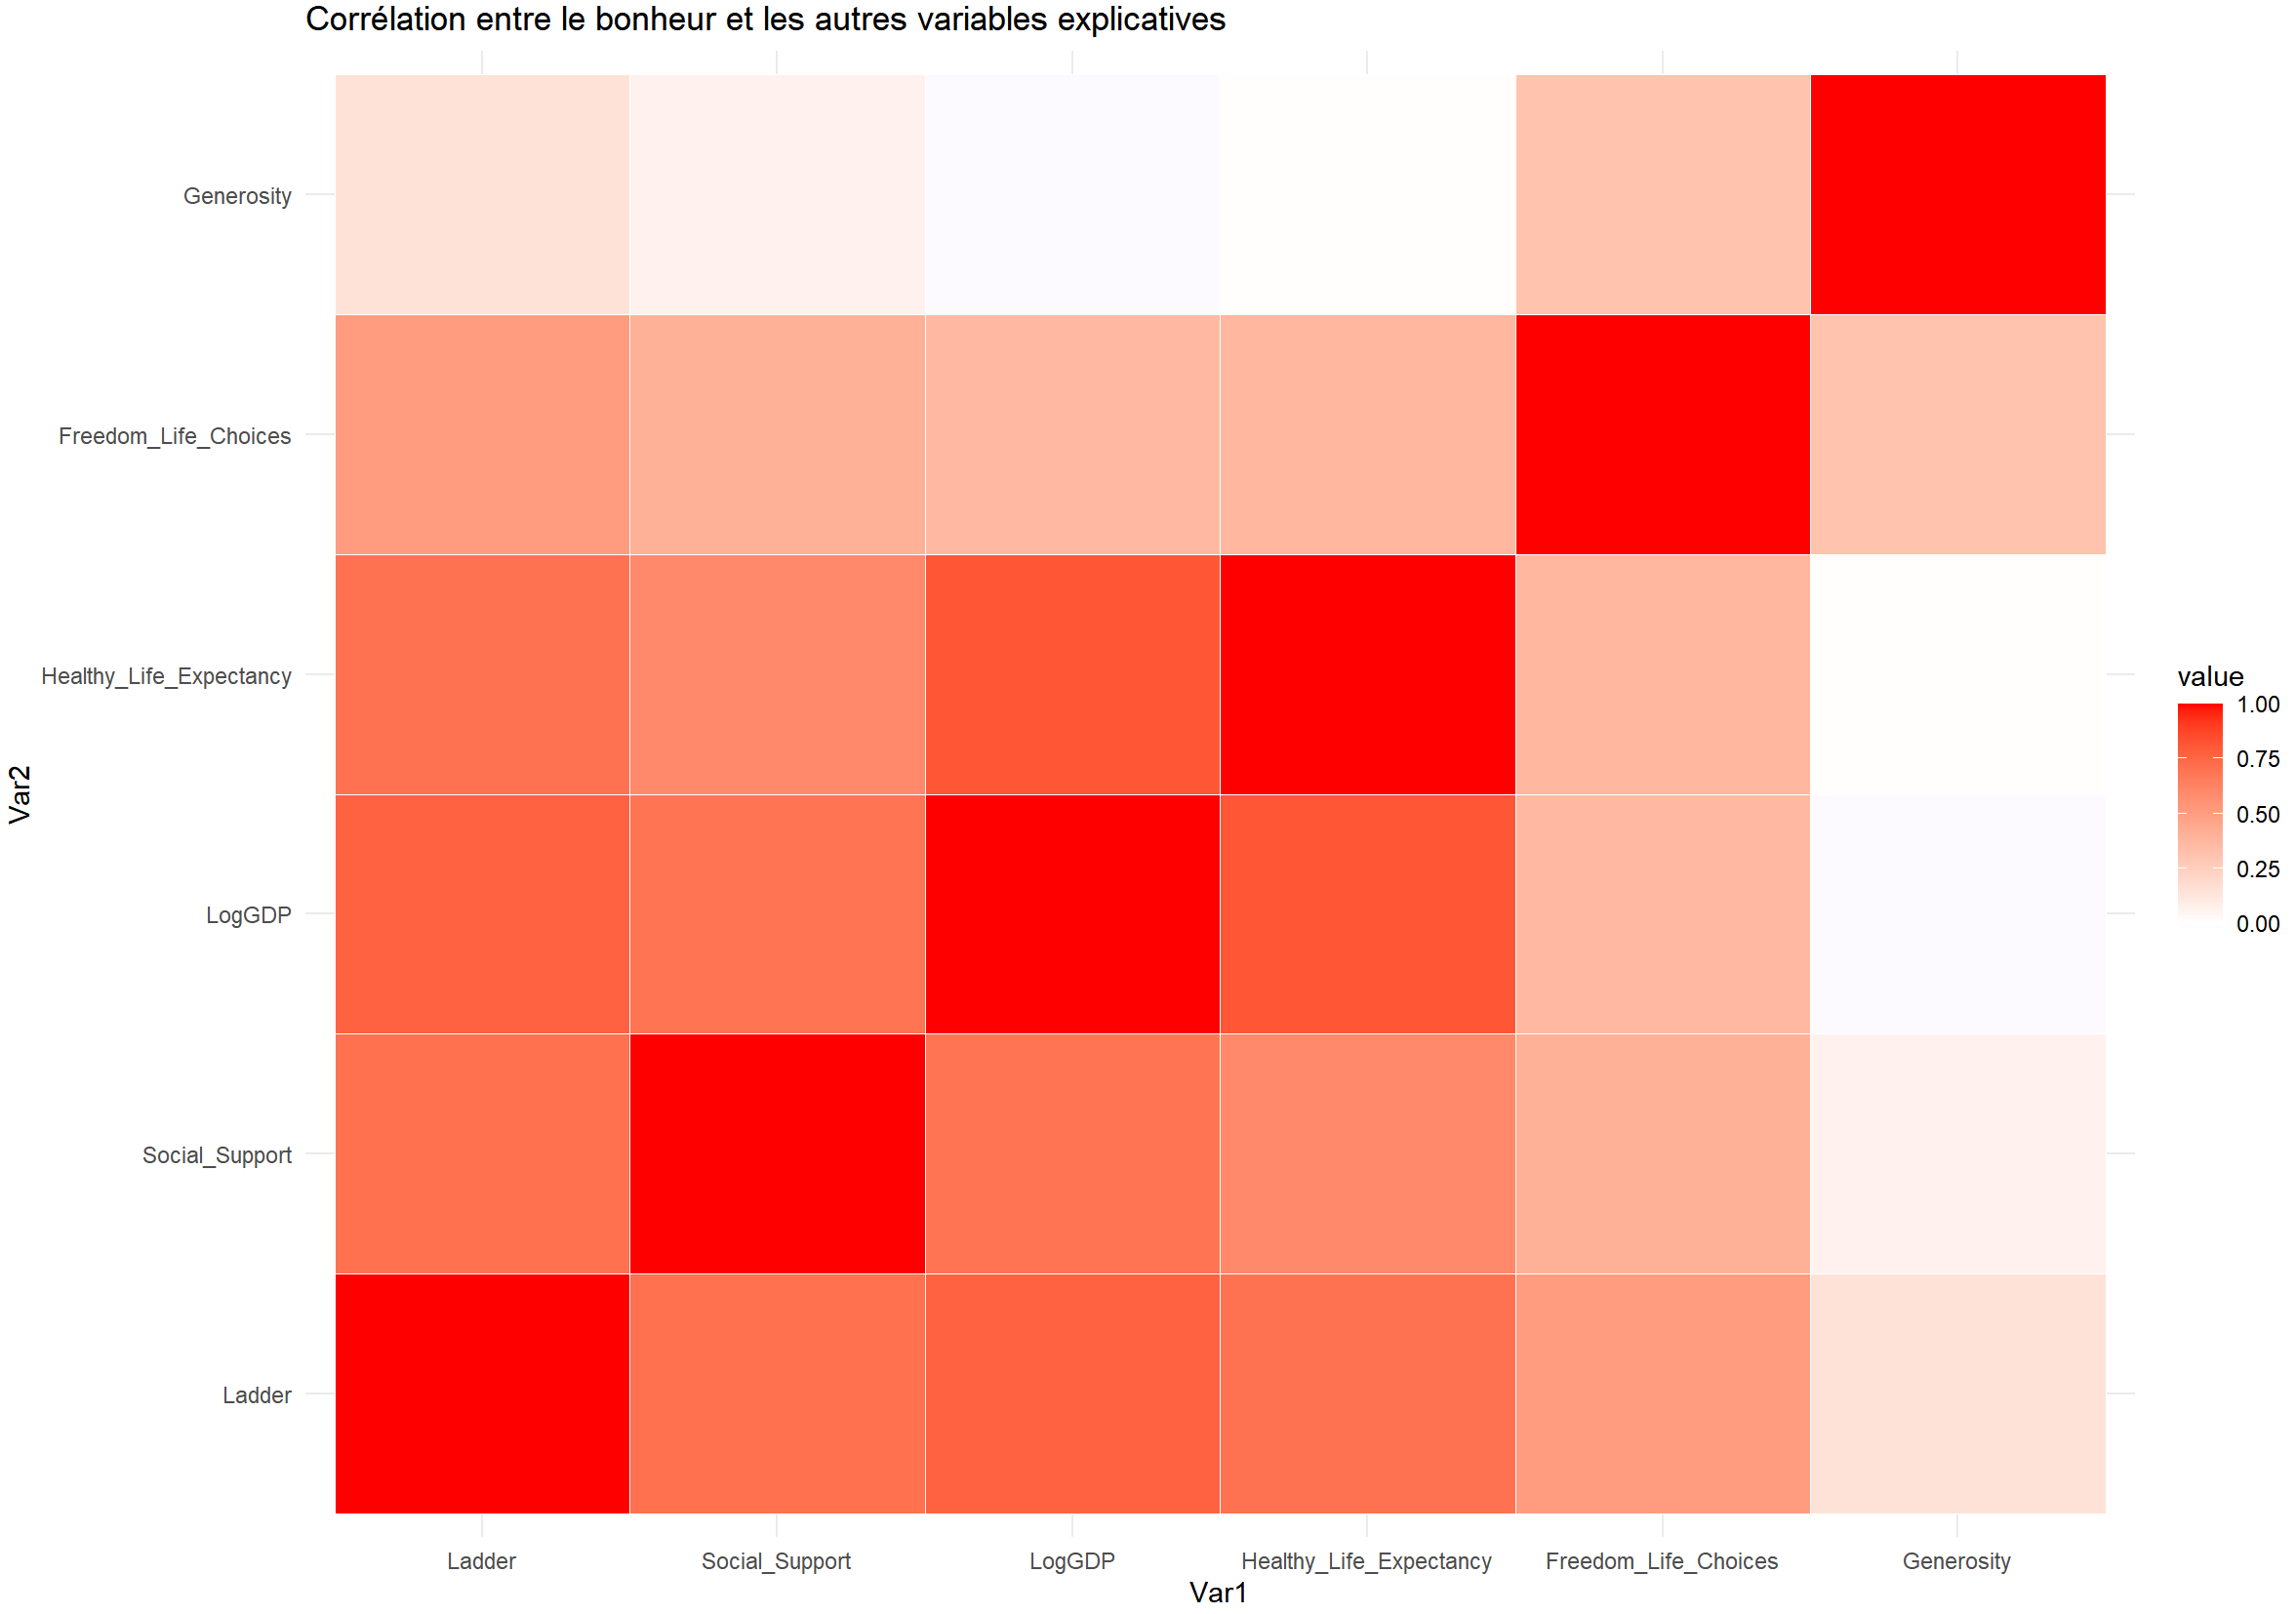 Corrélation entre le bonheur et les autres variables explicatives
Generosity
Freedom_Life_Choices
Healthy_Life_Expectancy
LogGDP
Social_Support
Ladder
Var2
Ladder
Social_Support
LogGDP
Healthy_Life_Expectancy
Freedom_Life_Choices
Generosity
Var1
value
1.00
0.75
0.50
0.25
0.00